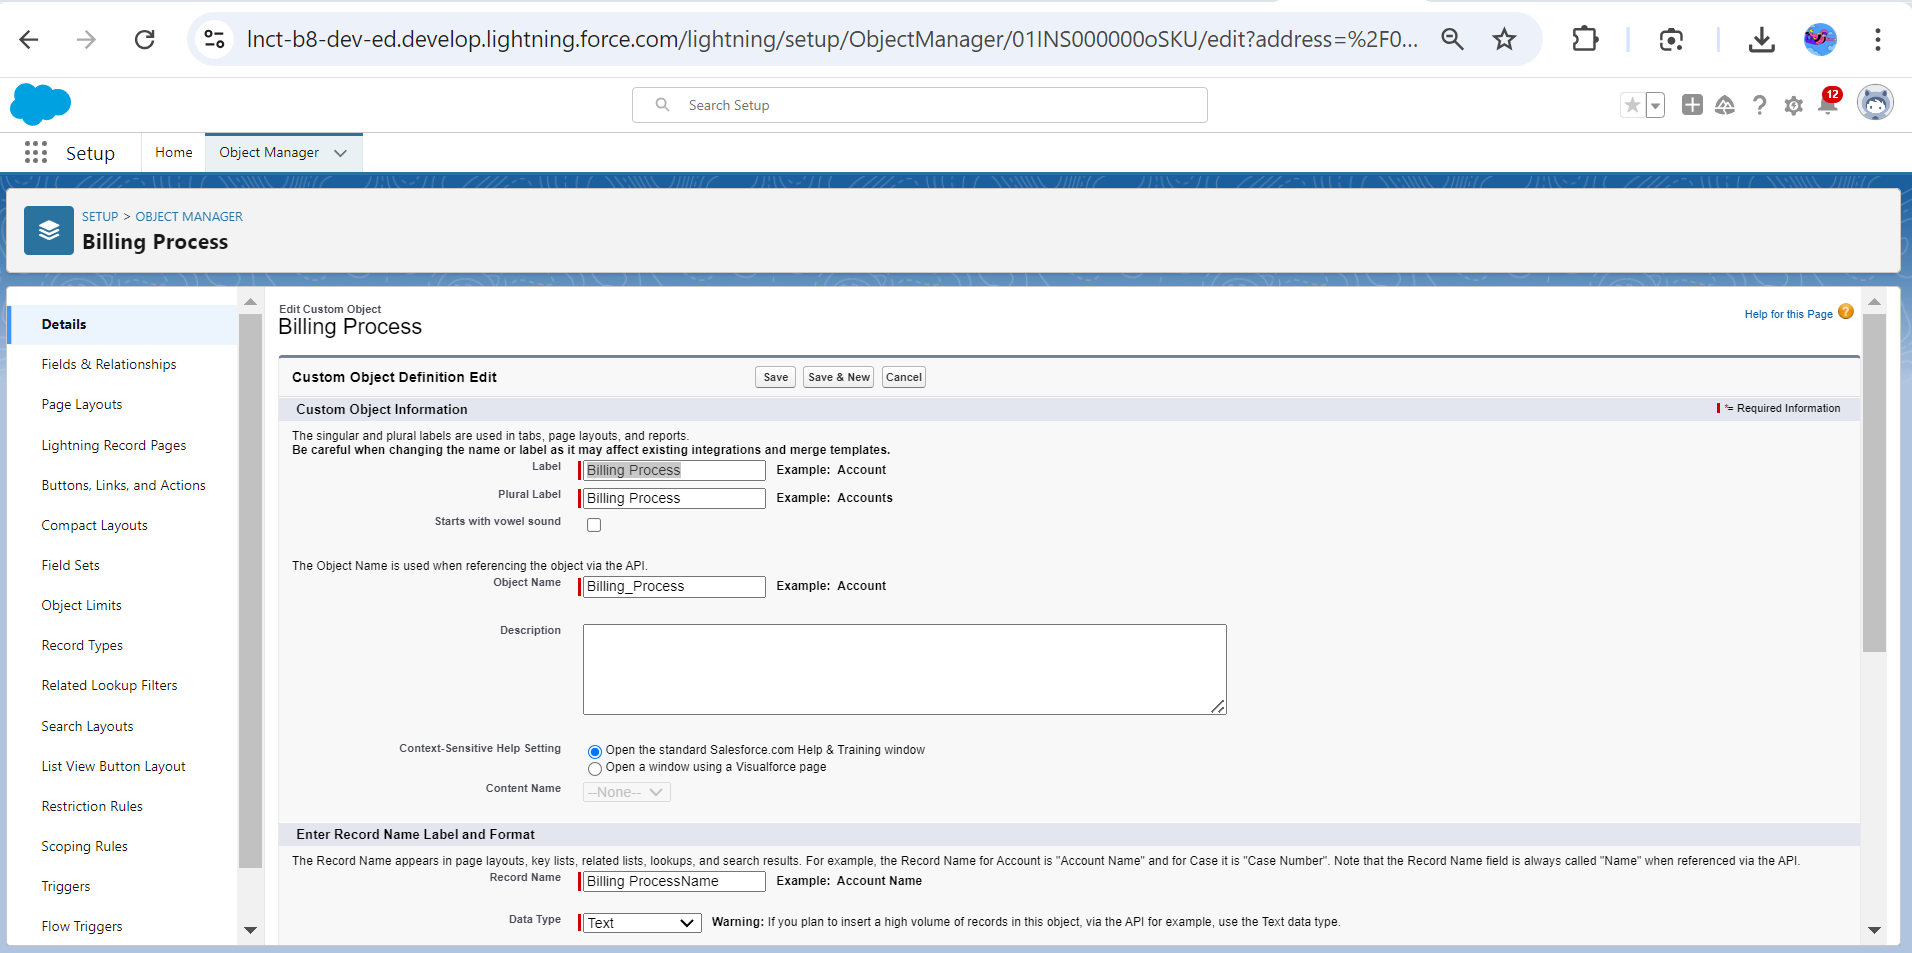 lnct-b8-dev-ed.develop.lightning.force.com/lightning/setup/ObjectManager/01INS000000oSKU/edit?address=%2F0...
Search Setup
12
Setup
Home
Object Manager
SETUP > OBJECT MANAGER
Billing Process
Details
Fields & Relationships
Page Layouts
Lightning Record Pages
Buttons, Links, and Actions
Compact Layouts
Field Sets
Object Limits
Record Types
Related Lookup Filters
Search Layouts
List View Button Layout
Restriction Rules
Scoping Rules
Triggers
Flow Triggers
Edit Custom Object
Billing Process
Help for this Page ?
Custom Object Definition Edit
Save
Save & New
Cancel
Custom Object Information
*= Required Information
The singular and plural labels are used in tabs, page layouts, and reports.
Be careful when changing the name or label as it may affect existing integrations and merge templates.
Label Billing Process Example: Account
Plural Label Billing Process Example: Accounts
Starts with vowel sound
The Object Name is used when referencing the object via the API.
Object Name Billing_Process Example: Account
Description
Context-Sensitive Help Setting Open the standard Salesforce.com Help & Training window
Open a window using a Visualforce page
Content Name --None--
Enter Record Name Label and Format
The Record Name appears in page layouts, key lists, related lists, lookups, and search results. For example, the Record Name for Account is "Account Name" and for Case it is "Case Number". Note that the Record Name field is always called "Name" when referenced via the API.
Record Name Billing ProcessName Example: Account Name
Data Type Text Warning: If you plan to insert a high volume of records in this object, via the API for example, use the Text data type.